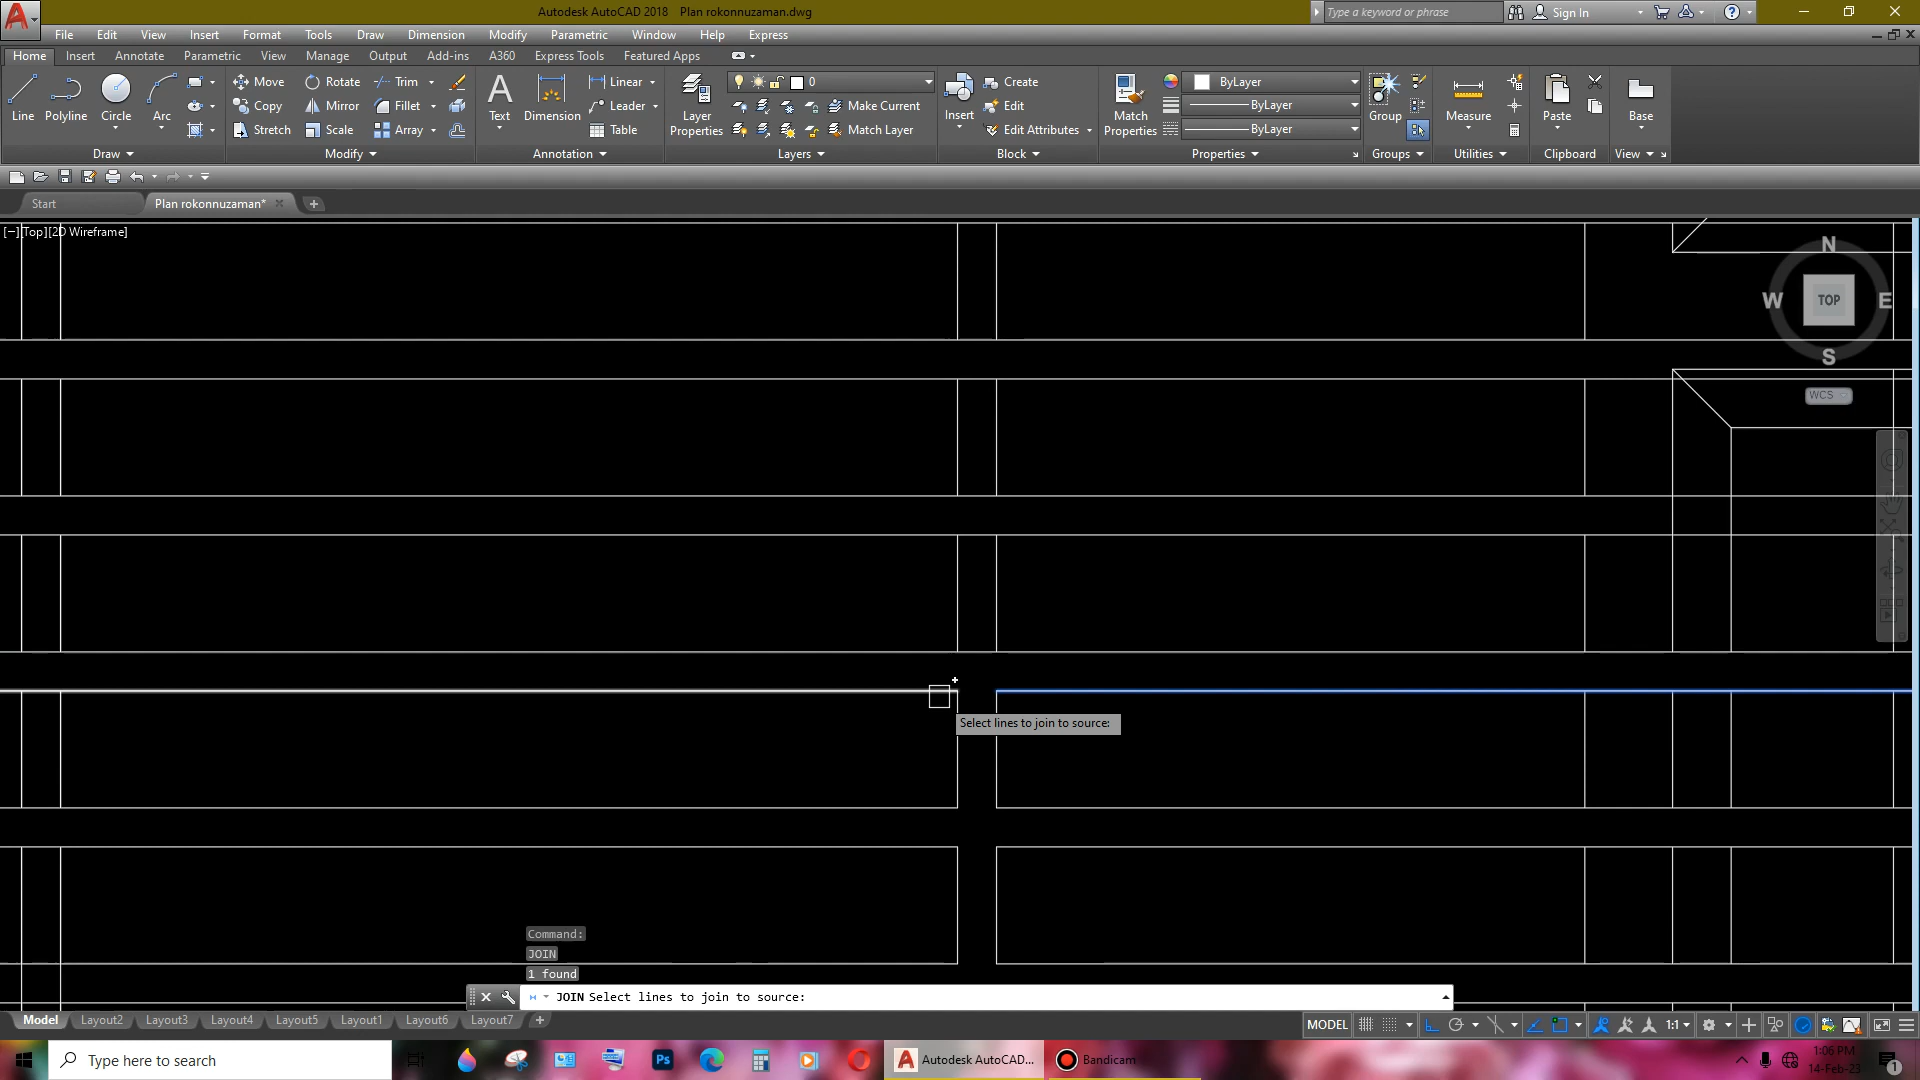 Autodesk AutoCAD 2018 Plan rokonnuzaman.dwg
Type a keyword or phrase
Sign In
File Edit View Insert Format Tools Draw Dimension Modify Parametric Window Help Express
Home Insert Annotate Parametric View Manage Output Add-ins A360 Express Tools Featured Apps
Line Polyline Circle Arc
Move Rotate Trim
Copy Mirror Fillet
Stretch Scale Array
Text Dimension
Linear
Leader
Table
Layer Properties
0
Make Current
Match Layer
Insert
Create
Edit
Edit Attributes
Match Properties
ByLayer
ByLayer
ByLayer
Group
Measure
Paste
Base
Draw Modify Annotation Layers Block Properties Groups Utilities Clipboard View
Start Plan rokonnuzaman*
[−][Top][2D Wireframe]
N
W TOP E
S
WCS
Select lines to join to source:
Command:
JOIN
1 found
JOIN Select lines to join to source:
Model Layout2 Layout3 Layout4 Layout5 Layout1 Layout6 Layout7
MODEL 1:1
Type here to search
Ps
Autodesk AutoCAD...
Bandicam
1:06 PM
14-Feb-23
1